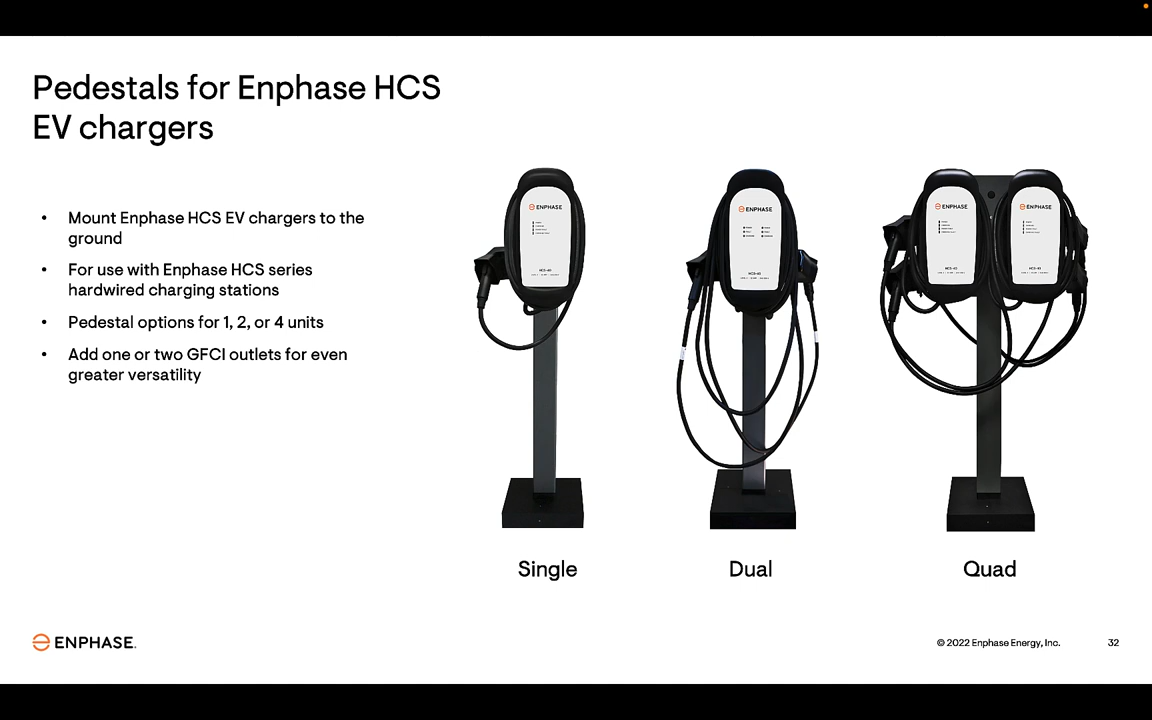 Pedestals for Enphase HCS
EV chargers
• Mount Enphase HCS EV chargers to the
ground
• For use with Enphase HCS series
hardwired charging stations
• Pedestal options for 1, 2, or 4 units
• Add one or two GFCI outlets for even
greater versatility
ENPHASE
ENPHASE
ENPHASE
ENPHASE
Single
Dual
Quad
ENPHASE.
© 2022 Enphase Energy, Inc.
32